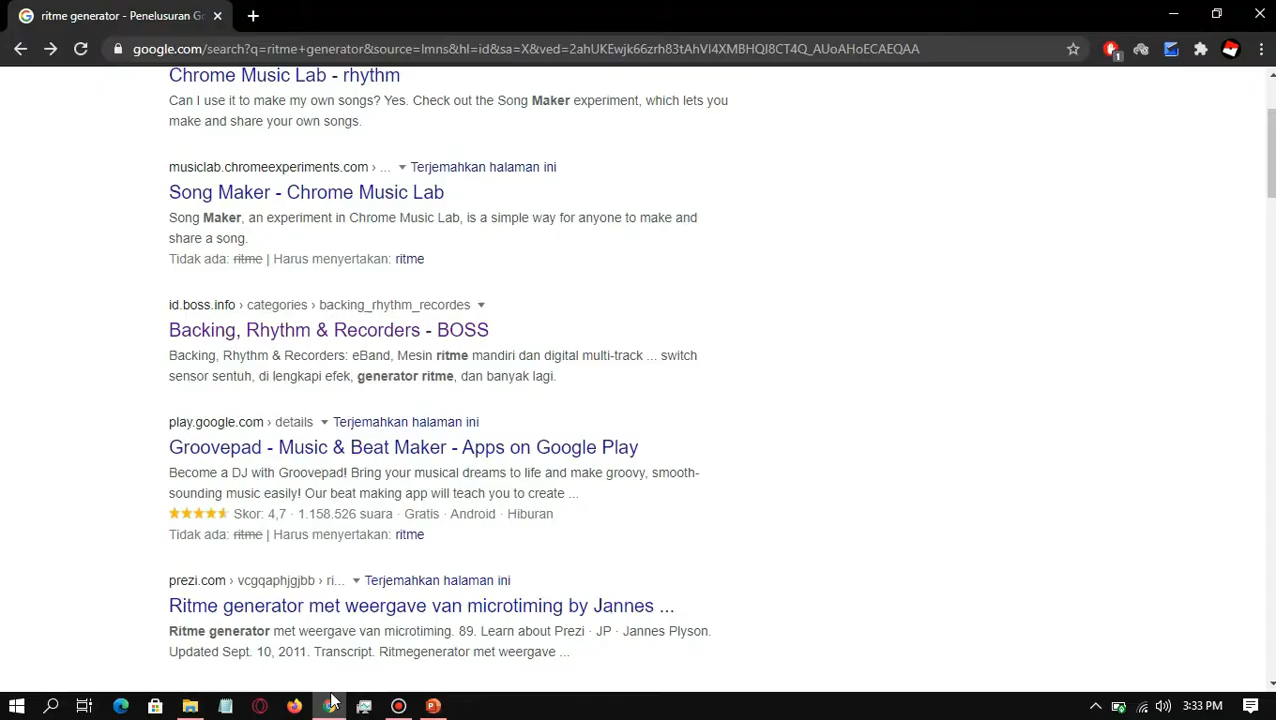 ritme generator - Penelusuran Go
google.com/search?q=ritme+generator&source=lmns&hl=id&sa=X&ved=2ahUKEwjk66zrh83tAhVI4XMBHQI8CT4Q_AUoAHoECAEQAA
1
Chrome Music Lab - rhythm
Can I use it to make my own songs? Yes. Check out the Song Maker experiment, which lets you
make and share your own songs.
musiclab.chromeexperiments.com › ... Terjemahkan halaman ini
Song Maker - Chrome Music Lab
Song Maker, an experiment in Chrome Music Lab, is a simple way for anyone to make and
share a song.
Tidak ada: ritme | Harus menyertakan: ritme
id.boss.info › categories › backing_rhythm_recordes
Backing, Rhythm & Recorders - BOSS
Backing, Rhythm & Recorders: eBand, Mesin ritme mandiri dan digital multi-track ... switch
sensor sentuh, di lengkapi efek, generator ritme, dan banyak lagi.
play.google.com › details Terjemahkan halaman ini
Groovepad - Music & Beat Maker - Apps on Google Play
Become a DJ with Groovepad! Bring your musical dreams to life and make groovy, smooth-
sounding music easily! Our beat making app will teach you to create ...
Skor: 4,7 · 1.158.526 suara · Gratis · Android · Hiburan
Tidak ada: ritme | Harus menyertakan: ritme
prezi.com › vcgqaphjgjbb › ri... Terjemahkan halaman ini
Ritme generator met weergave van microtiming by Jannes ...
Ritme generator met weergave van microtiming. 89. Learn about Prezi · JP · Jannes Plyson.
Updated Sept. 10, 2011. Transcript. Ritmegenerator met weergave ...
3:33 PM